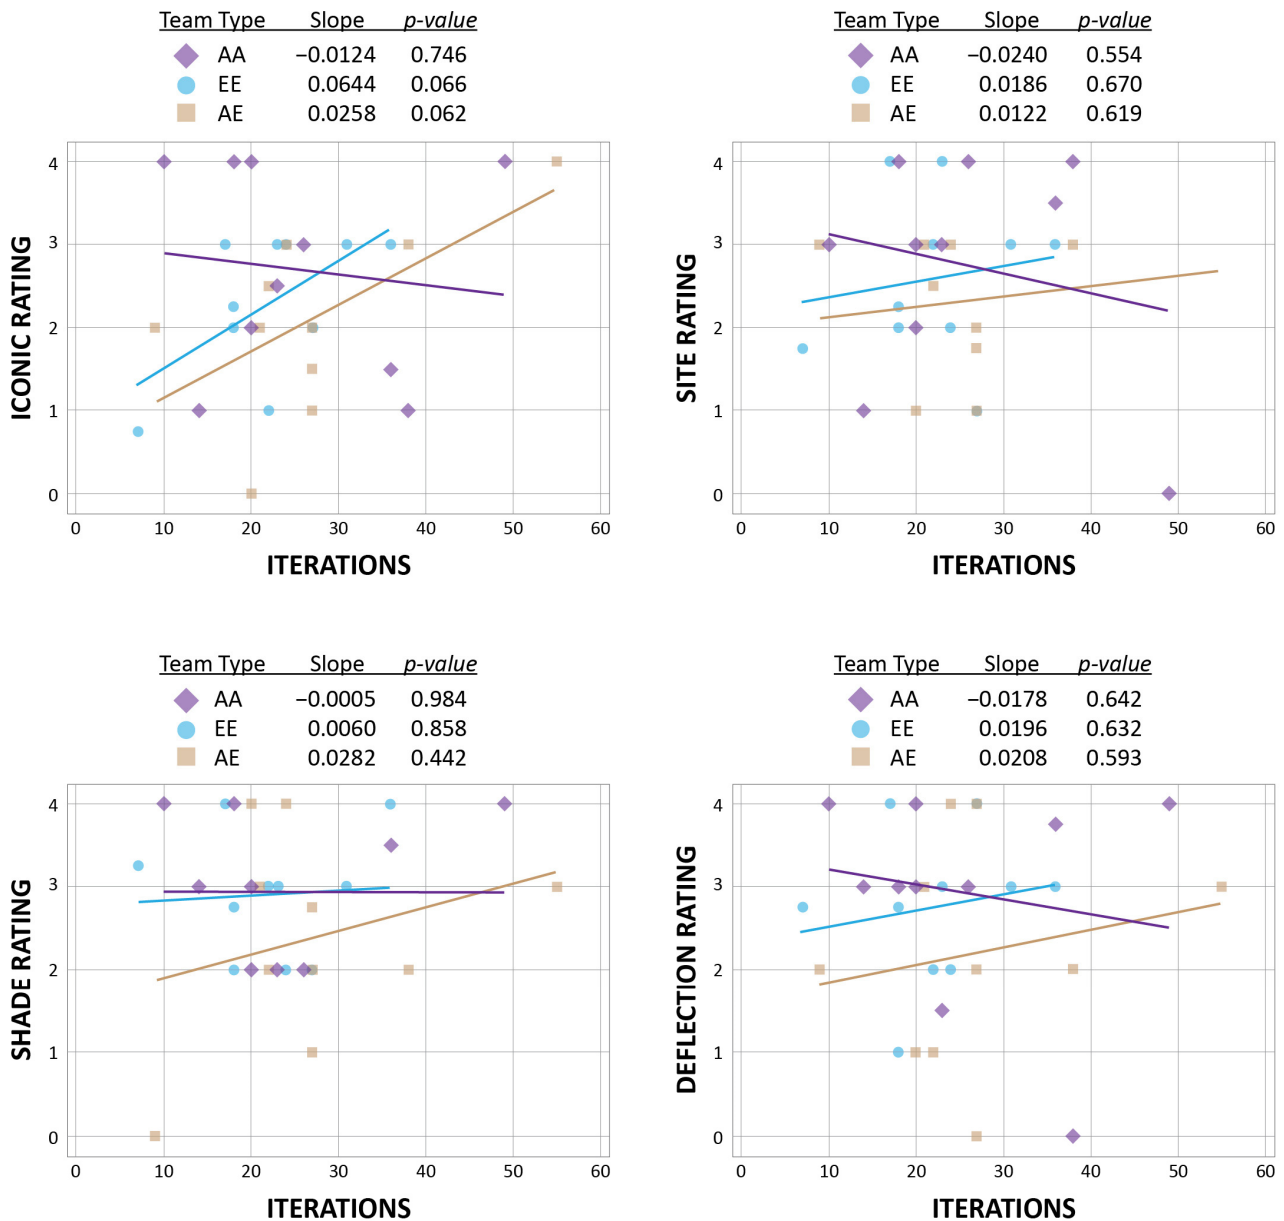 Team Type Slope p-value
AA −0.0124 0.746
EE 0.0644 0.066
AE 0.0258 0.062
4
3
2
1
0
ICONIC RATING
0 10 20 30 40 50 60
ITERATIONS
Team Type Slope p-value
AA −0.0240 0.554
EE 0.0186 0.670
AE 0.0122 0.619
4
3
2
1
0
SITE RATING
0 10 20 30 40 50 60
ITERATIONS
Team Type Slope p-value
AA −0.0005 0.984
EE 0.0060 0.858
AE 0.0282 0.442
4
3
2
1
0
SHADE RATING
0 10 20 30 40 50 60
ITERATIONS
Team Type Slope p-value
AA −0.0178 0.642
EE 0.0196 0.632
AE 0.0208 0.593
4
3
2
1
0
DEFLECTION RATING
0 10 20 30 40 50 60
ITERATIONS